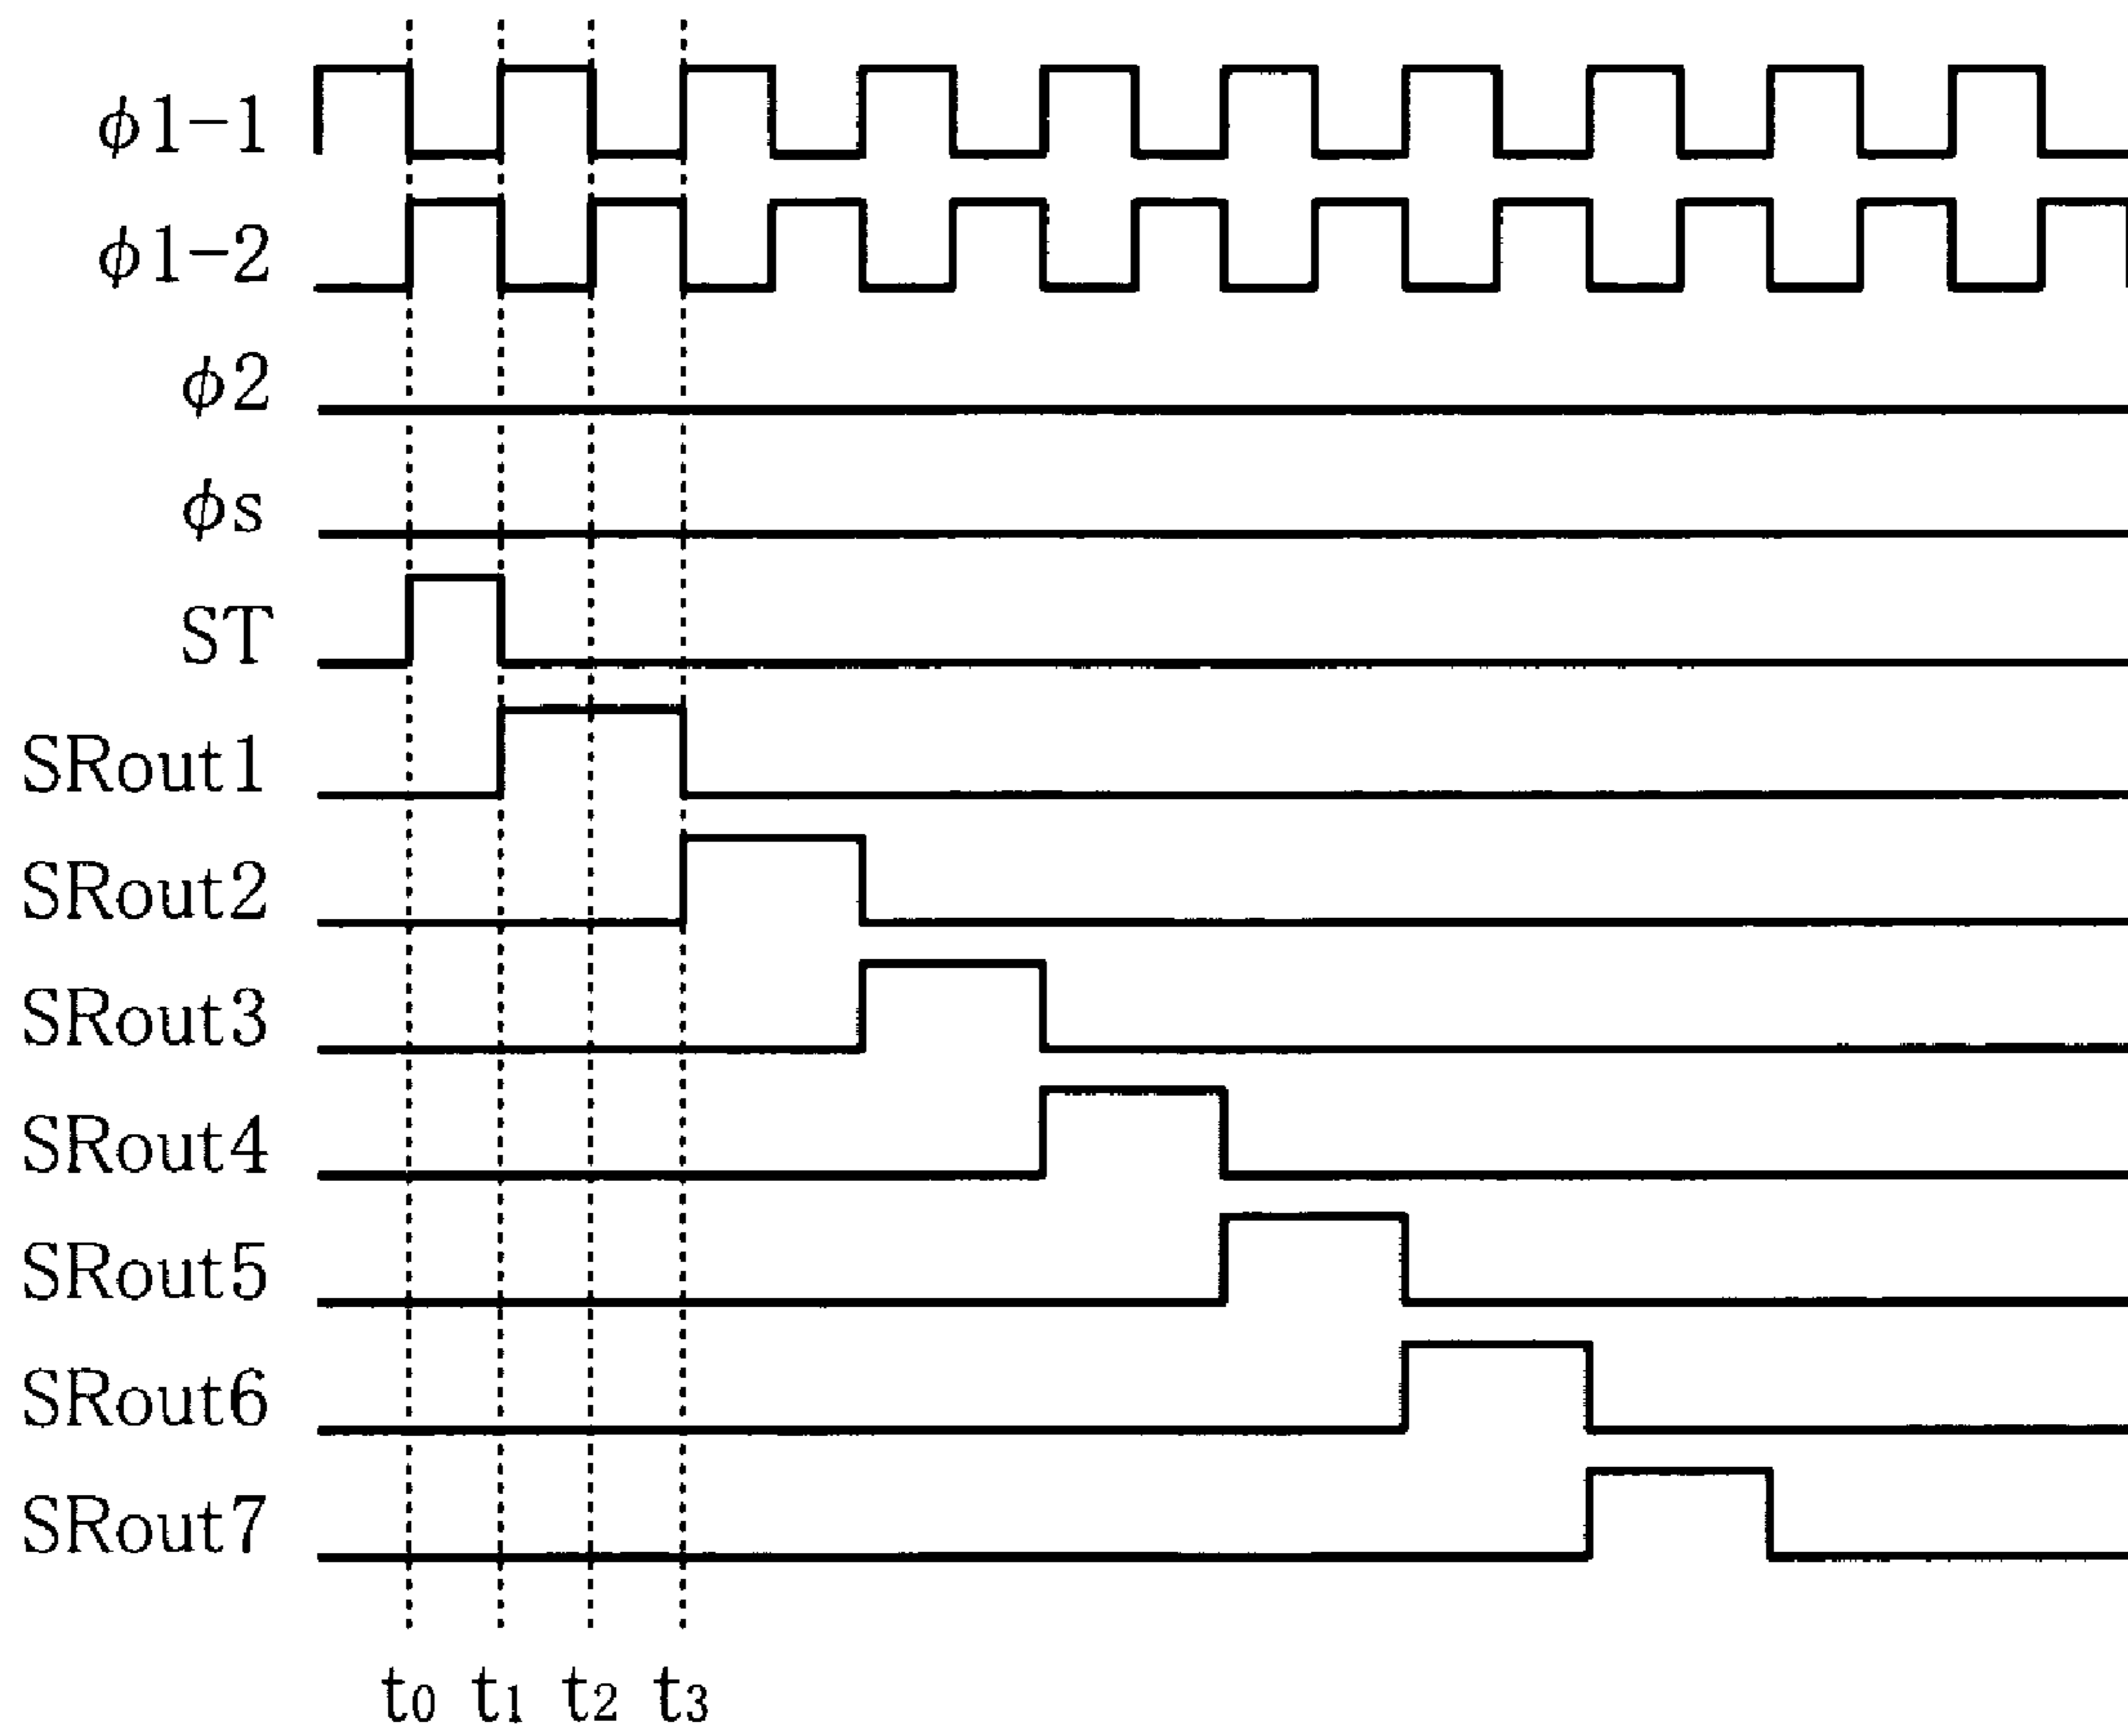 ϕ1-1
ϕ1-2
ϕ2
ϕs
ST
SRout1
SRout2
SRout3
SRout4
SRout5
SRout6
SRout7
t0 t1 t2 t3